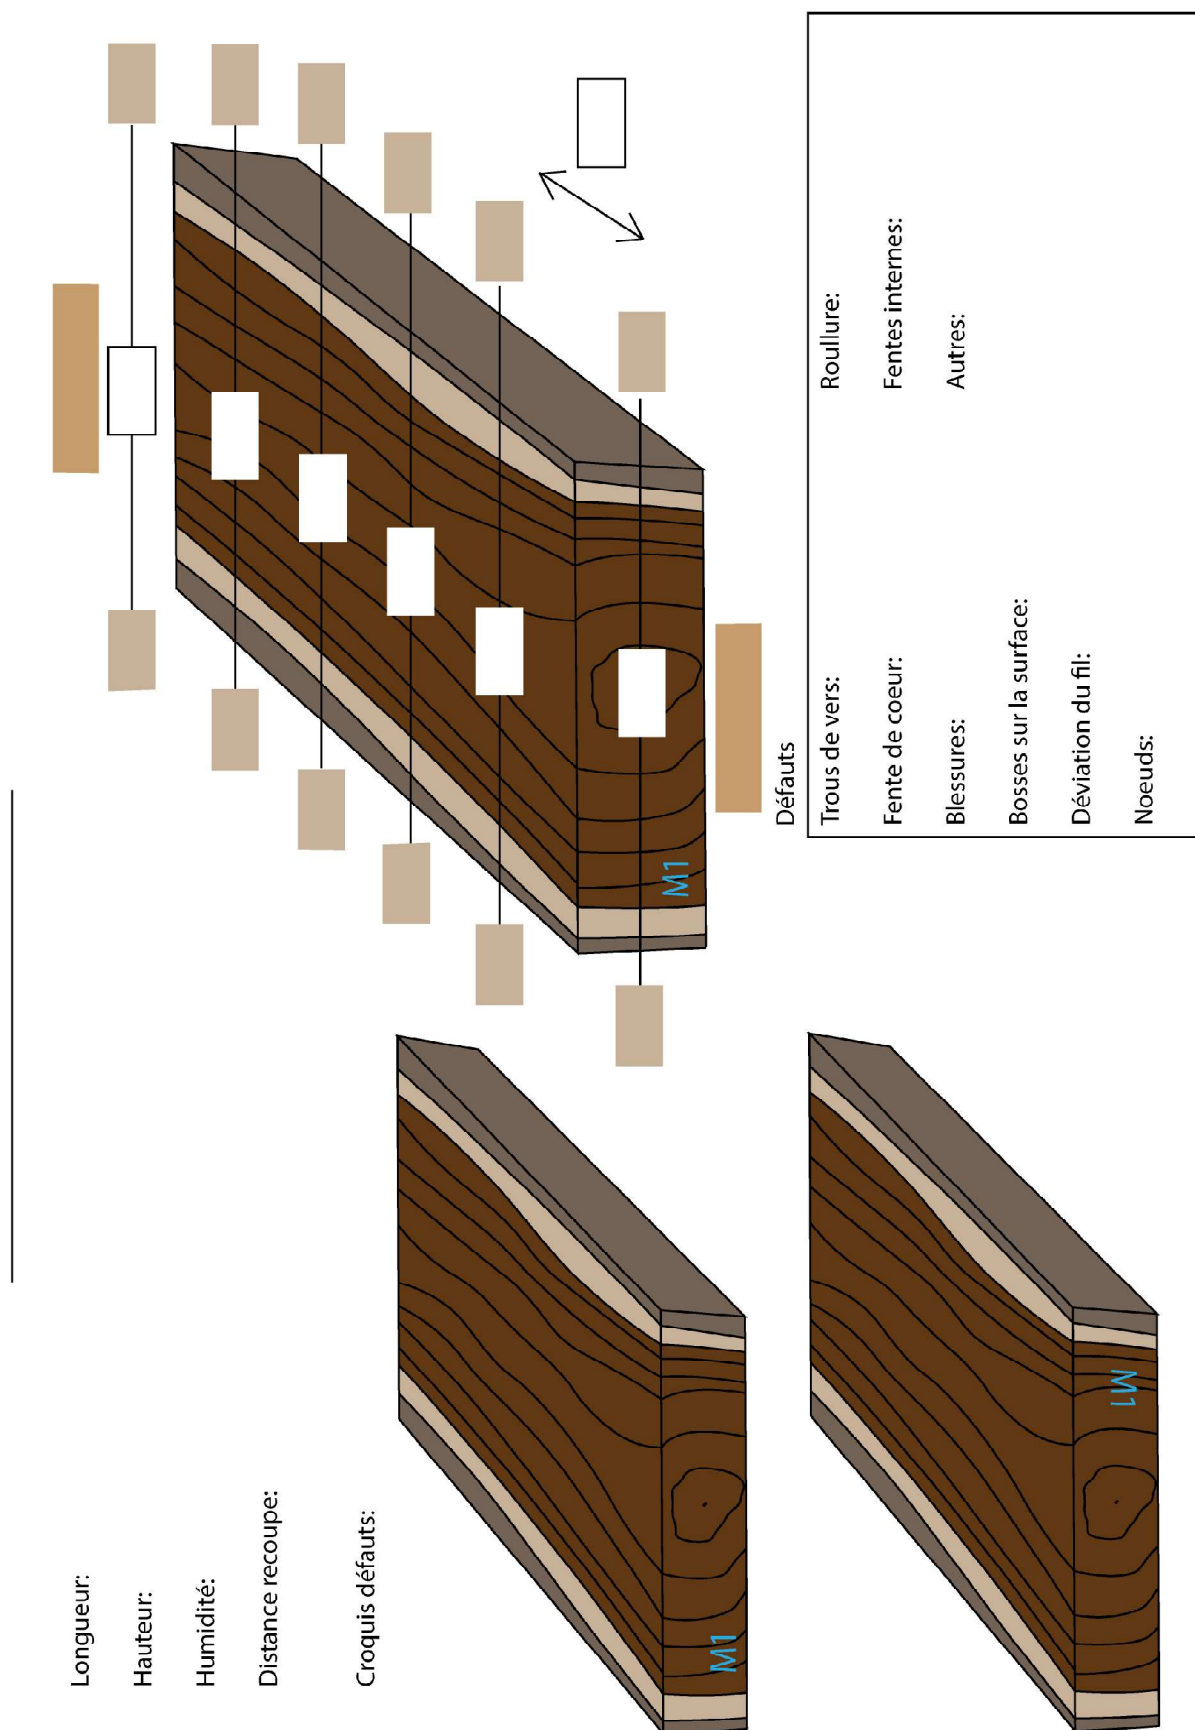 Longueur:
Hauteur:
Humidité:
Distance recoupe:
Croquis défauts:
M1
M1
M1
Défauts
Trous de vers:
Roullure:
Fente de coeur:
Fentes internes:
Blessures:
Autres:
Bosses sur la surface:
Déviation du fil:
Noeuds: